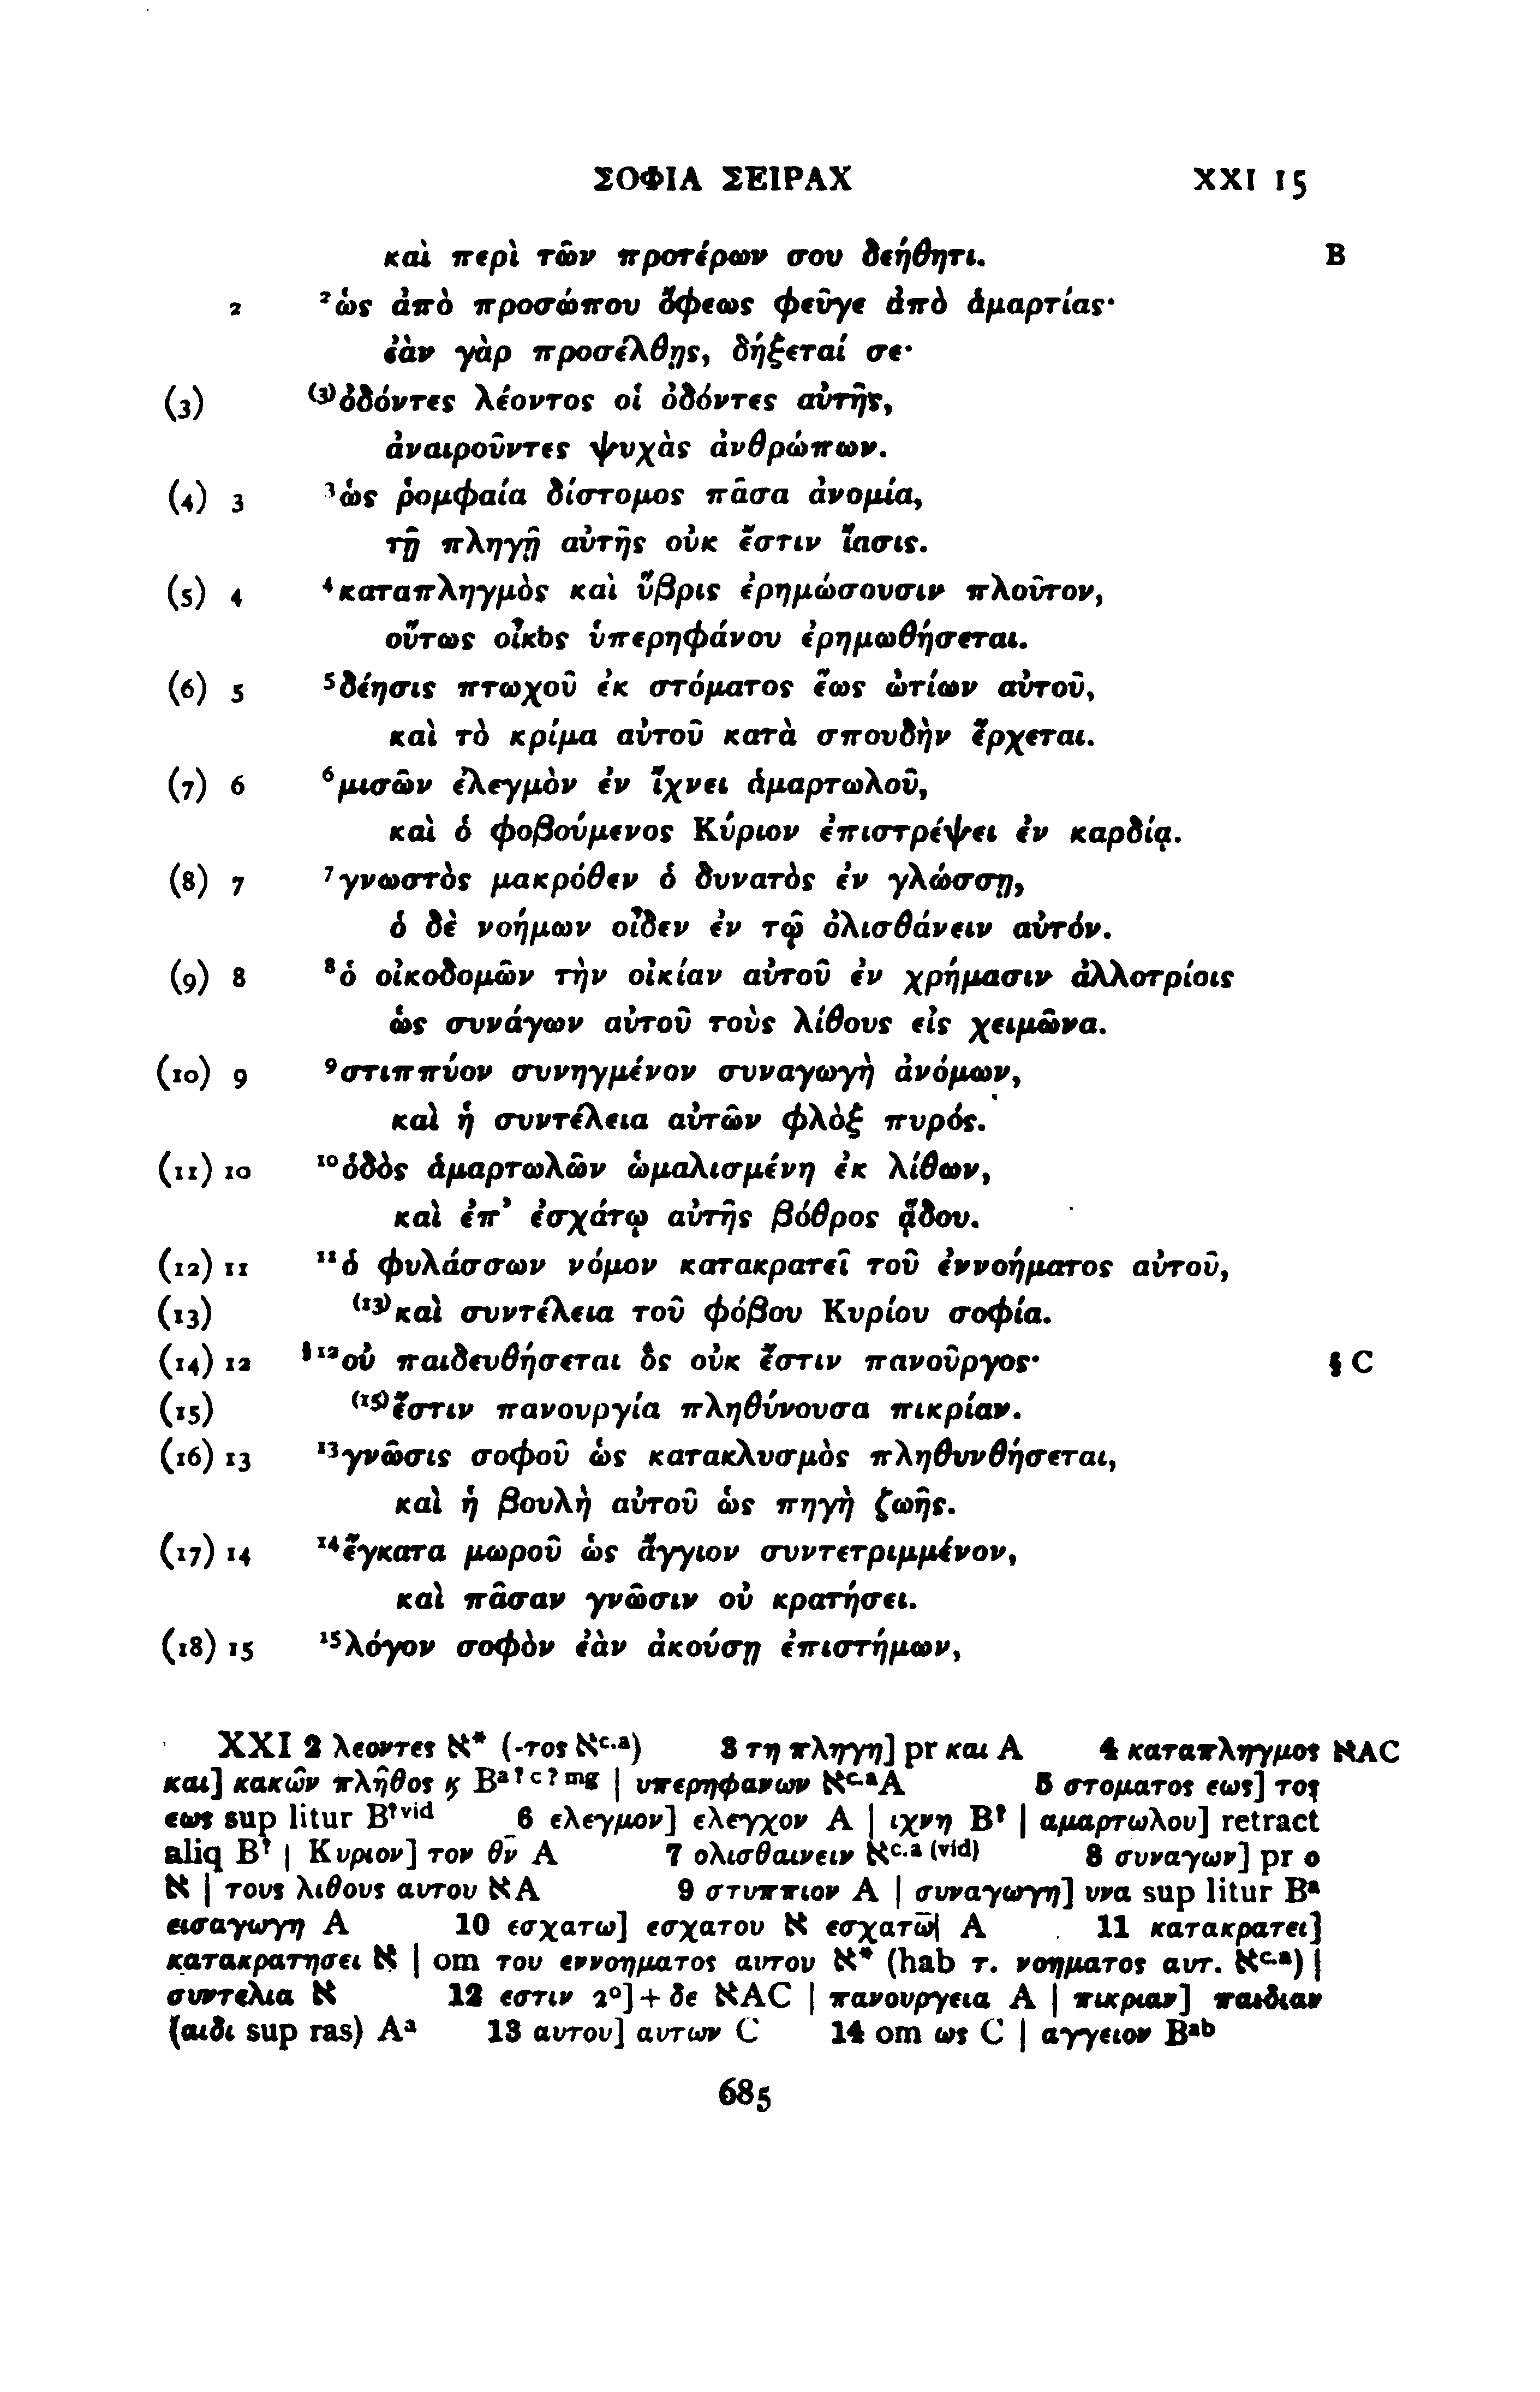 ΣΟΦΙΑ ΣΕΙΡΑΧ XXI 15
καὶ περὶ τῶν προτέρων σου δεήθητι. B
2 ²ὡς ἀπὸ προσώπου ὄφεως φεῦγε ἀπὸ ἁμαρτίας·
ἐὰν γὰρ προσέλθῃς, δήξεταί σε·
(3) ⁽³⁾ὀδόντες λέοντος οἱ ὀδόντες αὐτῆς,
ἀναιροῦντες ψυχὰς ἀνθρώπων.
(4) 3 ³ὡς ῥομφαία δίστομος πᾶσα ἀνομία,
τῇ πληγῇ αὐτῆς οὐκ ἔστιν ἴασις.
(5) 4 ⁴καταπληγμὸς καὶ ὕβρις ἐρημώσουσιν πλοῦτον,
οὕτως οἶκος ὑπερηφάνου ἐρημωθήσεται.
(6) 5 ⁵δέησις πτωχοῦ ἐκ στόματος ἕως ὠτίων αὐτοῦ,
καὶ τὸ κρίμα αὐτοῦ κατὰ σπουδὴν ἔρχεται.
(7) 6 ⁶μισῶν ἐλεγμὸν ἐν ἴχνει ἁμαρτωλοῦ,
καὶ ὁ φοβούμενος Κύριον ἐπιστρέψει ἐν καρδίᾳ.
(8) 7 ⁷γνωστὸς μακρόθεν ὁ δυνατὸς ἐν γλώσσῃ,
ὁ δὲ νοήμων οἶδεν ἐν τῷ ὀλισθάνειν αὐτόν.
(9) 8 ⁸ὁ οἰκοδομῶν τὴν οἰκίαν αὐτοῦ ἐν χρήμασιν ἀλλοτρίοις
ὡς συνάγων αὐτοῦ τοὺς λίθους εἰς χειμῶνα.
(10) 9 ⁹στιππύον συνηγμένον συναγωγὴ ἀνόμων,
καὶ ἡ συντέλεια αὐτῶν φλὸξ πυρός.
(11) 10 ¹⁰ὁδὸς ἁμαρτωλῶν ὡμαλισμένη ἐκ λίθων,
καὶ ἐπ’ ἐσχάτῳ αὐτῆς βόθρος ᾅδου.
(12) 11 ¹¹ὁ φυλάσσων νόμον κατακρατεῖ τοῦ ἐννοήματος αὐτοῦ,
(13) ⁽¹³⁾καὶ συντέλεια τοῦ φόβου Κυρίου σοφία.
(14) 12 §¹²οὐ παιδευθήσεται ὃς οὐκ ἔστιν πανοῦργος· § C
(15) ⁽¹⁵⁾ἔστιν πανουργία πληθύνουσα πικρίαν.
(16) 13 ¹³γνῶσις σοφοῦ ὡς κατακλυσμὸς πληθυνθήσεται,
καὶ ἡ βουλὴ αὐτοῦ ὡς πηγὴ ζωῆς.
(17) 14 ¹⁴ἔγκατα μωροῦ ὡς ἄγγιον συντετριμμένον,
καὶ πᾶσαν γνῶσιν οὐ κρατήσει.
(18) 15 ¹⁵λόγον σοφὸν ἐὰν ἀκούσῃ ἐπιστήμων,
XXI 2 λεοντες ℵ* (-τος ℵᶜ·ᵃ) 3 τη πληγη] pr και A 4 καταπληγμος ℵAC
και] κακῶν πλῆθος ϗ Bᵃ?ᶜ?ᵐᵍ | υπερηφανων ℵᶜ·ᵃA 5 στοματος εως] τος
εως sup litur B?ᵛⁱᵈ 6 ελεγμον] ελεγχον A | ιχνη B? | αμαρτωλου] retract
aliq B? | Κυριον] τον θν̄ A 7 ολισθαινειν ℵᶜ·ᵃ ⁽ᵛⁱᵈ⁾ 8 συναγων] pr ο
ℵ | τους λιθους αυτου ℵA 9 στυππιον A | συναγωγη] υνα sup litur Bᵃ
εισαγωγη A 10 εσχατω] εσχατου ℵ εσχατω̄| A 11 κατακρατει]
κατακρατησει ℵ | om του εννοηματος αυτου ℵ* (hab τ. νοηματος αυτ. ℵᶜ·ᵃ) |
συντελια ℵ 12 εστιν 2°] + δε ℵAC | πανουργεια A | πικριαν] παιδιαν
(αιδι sup ras) Aᵃ 13 αυτου] αυτων C 14 om ως C | αγγειον Bᵃᵇ
685